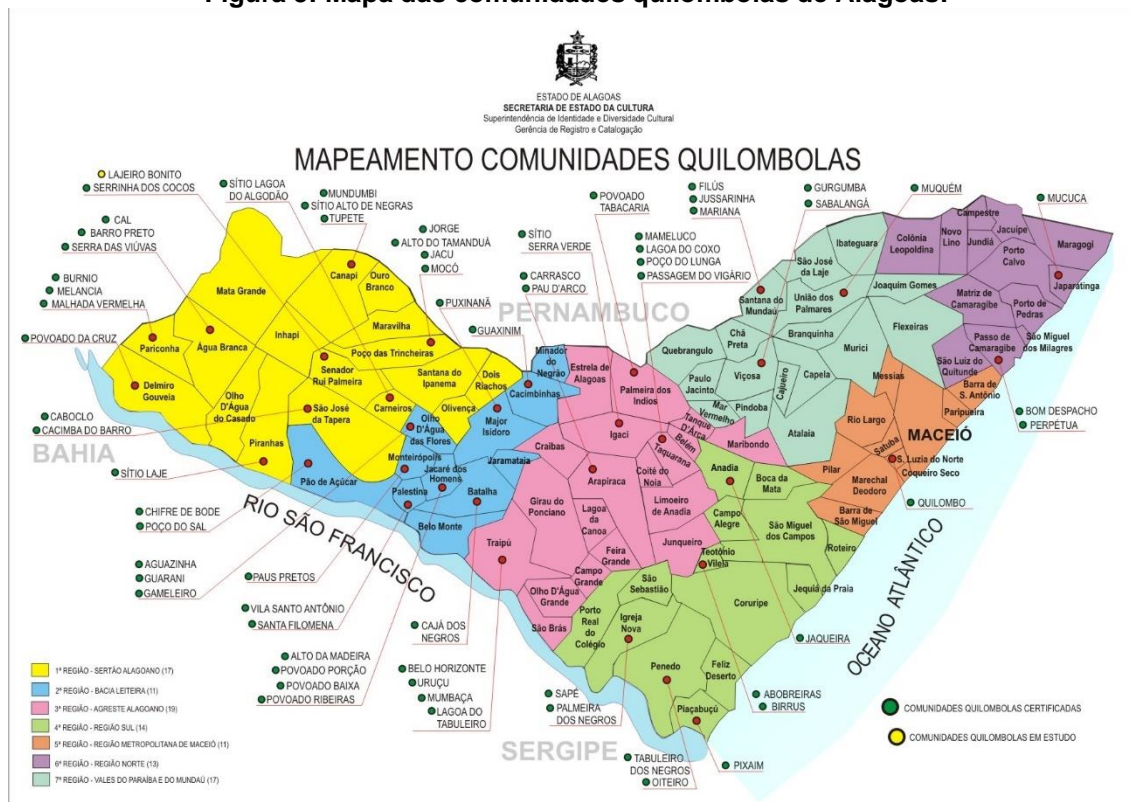 Figura 5: Mapa das comunidades quilombolas de Alagoas.
ESTADO DE ALAGOAS
SECRETARIA DE ESTADO DA CULTURA
Superintendência de Identidade e Diversidade Cultural
Gerência de Registro e Catalogação
MAPEAMENTO COMUNIDADES QUILOMBOLAS
LAJEIRO BONITO
SERRINHA DOS COCOS
SÍTIO LAGOA
DO ALGODÃO
MUNDUMBI
SÍTIO ALTO DE NEGRAS
TUPETE
CAL
BARRO PRETO
SERRA DAS VIÚVAS
JORGE
ALTO DO TAMANDUÁ
JACU
MOCÓ
BURNIO
MELANCIA
MALHADA VERMELHA
PUXINANÃ
GUAXINIM
POVOADO DA CRUZ
SÍTIO
SERRA VERDE
CARRASCO
PAU D'ARCO
POVOADO
TABACARIA
FILÚS
JUSSARINHA
MARIANA
MAMELUCO
LAGOA DO COXO
POÇO DO LUNGA
PASSAGEM DO VIGÁRIO
GURGUMBA
SABALANGÁ
MUQUÉM
MUCUCA
PERNAMBUCO
Mata Grande
Canapi
Ouro
Branco
Inhapi
Maravilha
Pariconha
Água Branca
Poço das Trincheiras
Senador
Rui Palmeira
Santana do
Ipanema
Dois
Riachos
Delmiro
Gouveia
Olho
D'Água do
Casado
São José
da Tapera
Carneiros
Olivença
Olho
D'Água
das Flores
Piranhas
Minador
do
Negrão
Cacimbinhas
Major
Isidoro
Monteirópolis
Jacaré dos
Homens
Jaramataia
Pão de Açúcar
Palestina
Batalha
Belo Monte
Estrela de
Alagoas
Palmeira dos
Indios
Igaci
Craibas
Arapiraca
Coité do
Noia
Belém
Taquarana
Tanque
D'Arca
Mar
Vermelho
Maribondo
Girau do
Ponciano
Lagoa
da
Canoa
Limoeiro
de Anadia
Traipú
Feira
Grande
Junqueiro
Campo
Grande
Olho D'Água
Grande
São Brás
Quebrangulo
Paulo
Jacinto
Chã
Preta
Viçosa
Pindoba
Cajueiro
Capela
Atalaia
Santana do
Mundaú
São José
da Laje
Ibateguara
União dos
Palmares
Branquinha
Murici
Joaquim Gomes
Flexeiras
Colônia
Leopoldina
Novo
Lino
Campestre
Jundiá
Jacuípe
Porto
Calvo
Maragogi
Japaratinga
Matriz de
Camaragibe
Porto de
Pedras
Passo de
Camaragibe
São Miguel
dos Milagres
São Luiz do
Quitunde
Messias
Barra de
S. Antônio
Paripueira
Rio Largo
MACEIÓ
Satuba
S. Luzia do Norte
Coqueiro Seco
Pilar
Marechal
Deodoro
Barra de
São Miguel
Anadia
Boca da
Mata
Campo
Alegre
São Miguel
dos Campos
Roteiro
Teotônio
Vilela
Jequiá da Praia
Coruripe
São
Sebastião
Porto
Real
do
Colégio
Igreja
Nova
Penedo
Feliz
Deserto
Piaçabuçú
BOM DESPACHO
PERPÉTUA
QUILOMBO
CABOCLO
CACIMBA DO BARRO
BAHIA
SÍTIO LAJE
RIO SÃO FRANCISCO
OCEANO ATLÂNTICO
CHIFRE DE BODE
POÇO DO SAL
AGUAZINHA
GUARANI
GAMELEIRO
PAUS PRETOS
VILA SANTO ANTÔNIO
SANTA FILOMENA
CAJÁ DOS
NEGROS
ALTO DA MADEIRA
POVOADO PORÇÃO
POVOADO BAIXA
POVOADO RIBEIRAS
BELO HORIZONTE
URUÇU
MUMBAÇA
LAGOA DO
TABULEIRO
SAPÉ
PALMEIRA
DOS NEGROS
TABULEIRO
DOS NEGROS
OITEIRO
PIXAIM
ABOBREIRAS
BIRRUS
JAQUEIRA
SERGIPE
1ª REGIÃO - SERTÃO ALAGOANO (17)
2ª REGIÃO - BACIA LEITEIRA (11)
3ª REGIÃO - AGRESTE ALAGOANO (19)
4ª REGIÃO - REGIÃO SUL (14)
5ª REGIÃO - REGIÃO METROPOLITANA DE MACEIÓ (11)
6ª REGIÃO - REGIÃO NORTE (13)
7ª REGIÃO - VALES DO PARAÍBA E DO MUNDAÚ (17)
COMUNIDADES QUILOMBOLAS CERTIFICADAS
COMUNIDADES QUILOMBOLAS EM ESTUDO